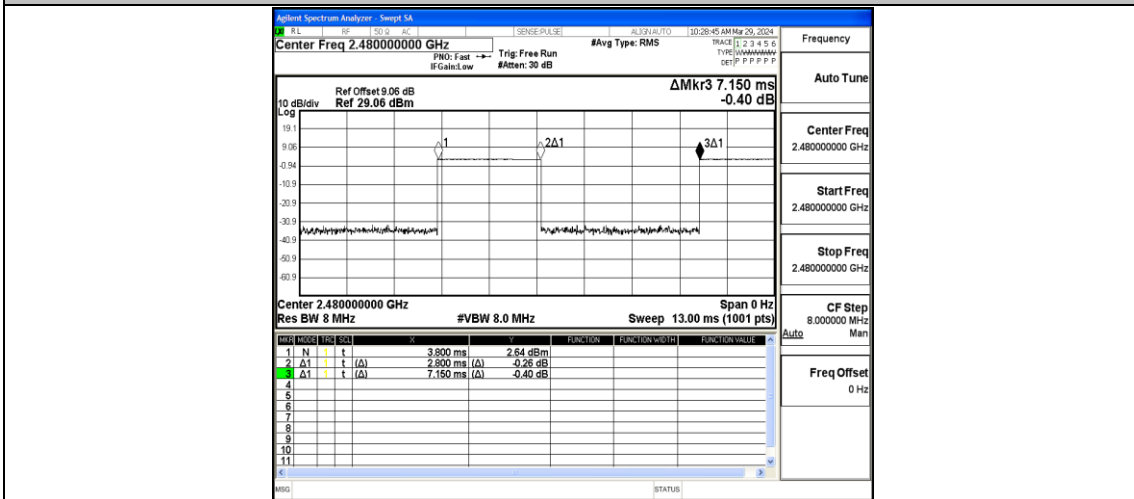 Agilent Spectrum Analyzer - Swept SA
RL RF 50 Ω AC SENSE:PULSE ALIGN AUTO 10:28:45 AM Mar 29, 2024
Center Freq 2.480000000 GHz
PNO: Fast
IFGain:Low
Trig: Free Run
#Atten: 30 dB
#Avg Type: RMS
TRACE 1 2 3 4 5 6
TYPE
DET P P P P P P
Frequency
Auto Tune
Center Freq
2.480000000 GHz
Start Freq
2.480000000 GHz
Stop Freq
2.480000000 GHz
CF Step
8.000000 MHz
Auto Man
Freq Offset
0 Hz
ΔMkr3 7.150 ms
-0.40 dB
Ref Offset 9.06 dB
10 dB/div Ref 29.06 dBm
Log
19.1
9.06
-0.94
-10.9
-20.9
-30.9
-40.9
-50.9
-60.9
1
2Δ1
3Δ1
Center 2.480000000 GHz Span 0 Hz
Res BW 8 MHz #VBW 8.0 MHz Sweep 13.00 ms (1001 pts)
MKR MODE TRC SCL X Y FUNCTION FUNCTION WIDTH FUNCTION VALUE
1 N 1 t 3.800 ms 2.64 dBm
2 Δ1 1 t (Δ) 2.800 ms (Δ) -0.26 dB
3 Δ1 1 t (Δ) 7.150 ms (Δ) -0.40 dB
4
5
6
7
8
9
10
11
MSG STATUS